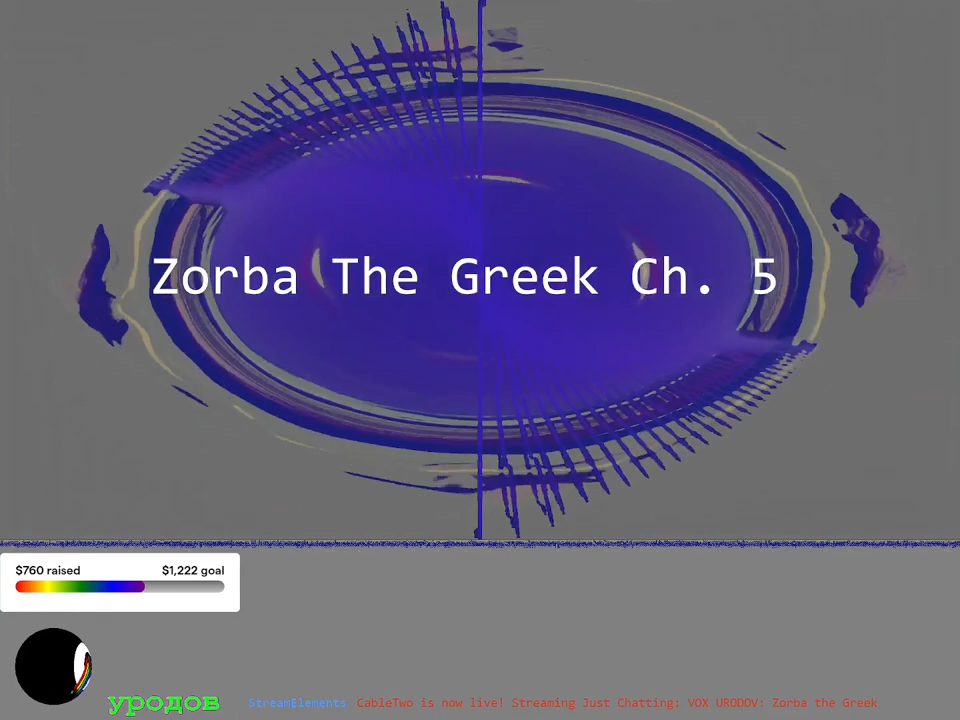 Zorba The Greek Ch. 5
$760 raised $1,222 goal
уродов StreamElements CableTwo is now live! Streaming Just Chatting: VOX URODOV: Zorba the Greek